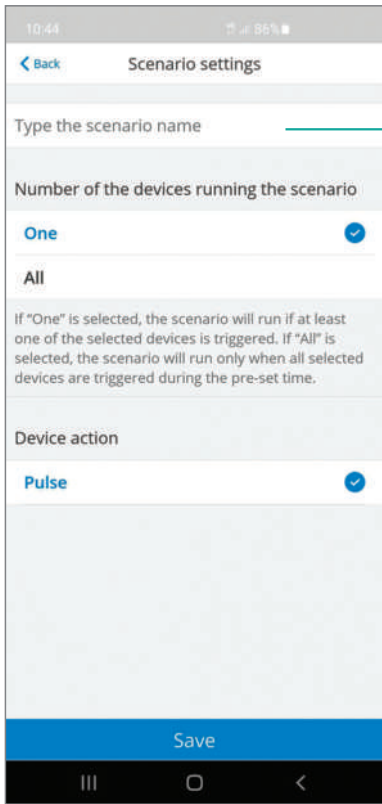 10:44 86%
Back Scenario settings
Type the scenario name
Number of the devices running the scenario
One
All
If "One" is selected, the scenario will run if at least
one of the selected devices is triggered. If "All" is
selected, the scenario will run only when all selected
devices are triggered during the pre-set time.
Device action
Pulse
Save